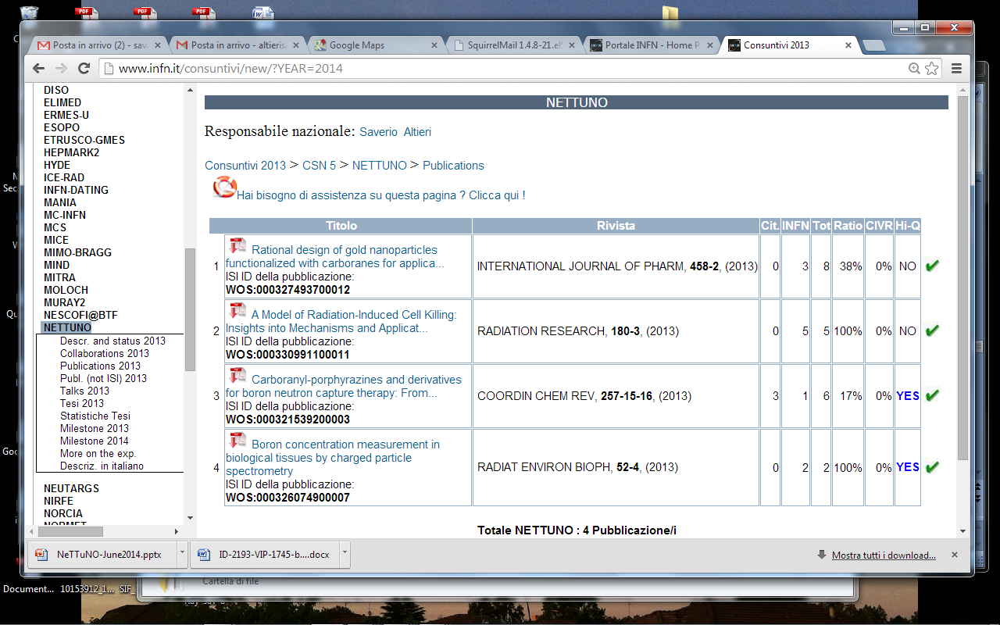 Posta in arrivo (2) - sav
Posta in arrivo - altieris
Google Maps
SquirrelMail 1.4.8-21.el5
Portale INFN - Home P
Consuntivi 2013
www.infn.it/consuntivi/new/?YEAR=2014
DISO
ELIMED
ERMES-U
ESOPO
ETRUSCO-GMES
HEPMARK2
HYDE
ICE-RAD
INFN-DATING
MANIA
MC-INFN
MCS
MICE
MIMO-BRAGG
MIND
MITRA
MOLOCH
MURAY2
NESCOFI@BTF
NETTUNO
Descr. and status 2013
Collaborations 2013
Publications 2013
Publ. (not ISI) 2013
Talks 2013
Tesi 2013
Statistiche Tesi
Milestone 2013
Milestone 2014
More on the exp.
Descriz. in italiano
NEUTARGS
NIRFE
NORCIA
NORMET
NETTUNO
Responsabile nazionale: Saverio Altieri
Consuntivi 2013 > CSN 5 > NETTUNO > Publications
Hai bisogno di assistenza su questa pagina ? Clicca qui !
Titolo Rivista Cit. INFN Tot Ratio CIVR Hi-Q
1 Rational design of gold nanoparticles
functionalized with carboranes for applica...
ISI ID della pubblicazione:
WOS:000327493700012
INTERNATIONAL JOURNAL OF PHARM, 458-2, (2013) 0 3 8 38% 0% NO
2 A Model of Radiation-Induced Cell Killing:
Insights into Mechanisms and Applicat...
ISI ID della pubblicazione:
WOS:000330991100011
RADIATION RESEARCH, 180-3, (2013) 0 5 5 100% 0% NO
3 Carboranyl-porphyrazines and derivatives
for boron neutron capture therapy: From...
ISI ID della pubblicazione:
WOS:000321539200003
COORDIN CHEM REV, 257-15-16, (2013) 3 1 6 17% 0% YES
4 Boron concentration measurement in
biological tissues by charged particle
spectrometry
ISI ID della pubblicazione:
WOS:000326074900007
RADIAT ENVIRON BIOPH, 52-4, (2013) 0 2 2 100% 0% YES
Totale NETTUNO : 4 Pubblicazione/i
NeTTuNO-June2014.pptx
ID-2193-VIP-1745-b....docx
Mostra tutti i download...
Cartella di file
Document...
10153912_1...
SIF_